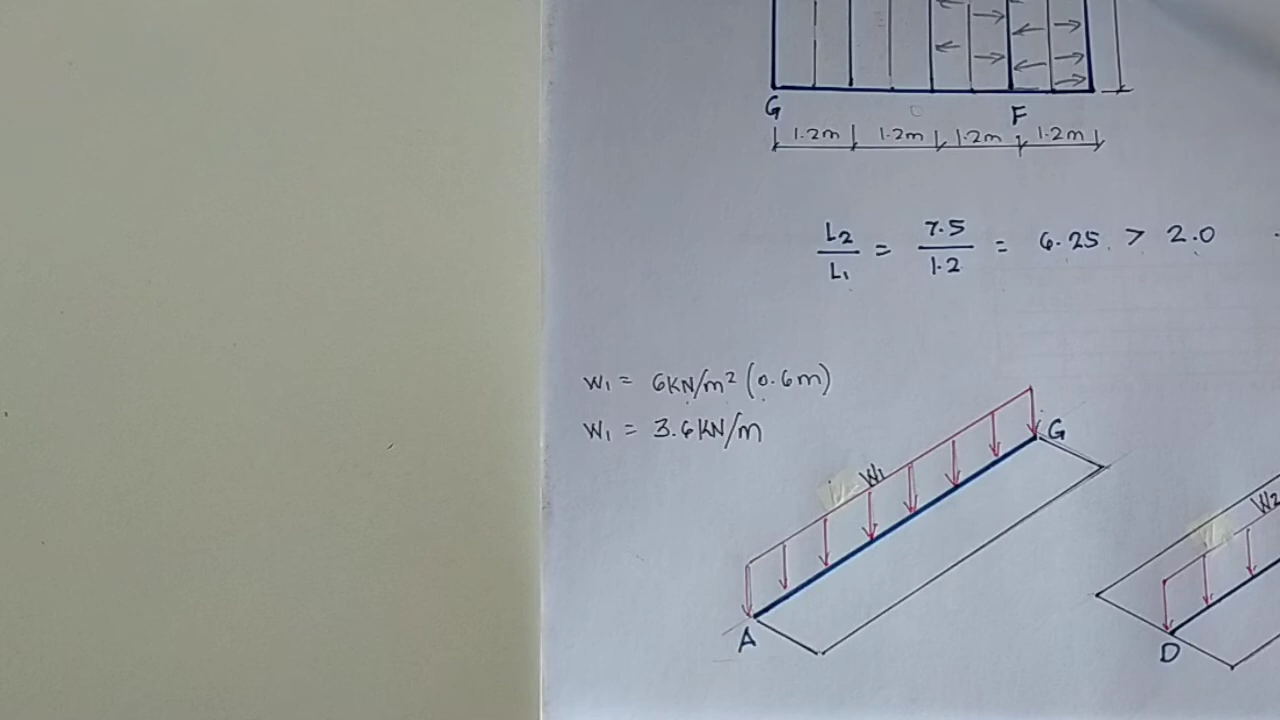 G F
1.2m 1.2m 1.2m 1.2m
L2/L1 = 7.5/1.2 = 6.25 > 2.0
W1 = 6KN/m² (0.6m)
W1 = 3.6KN/m
G
W1
W2
A
D